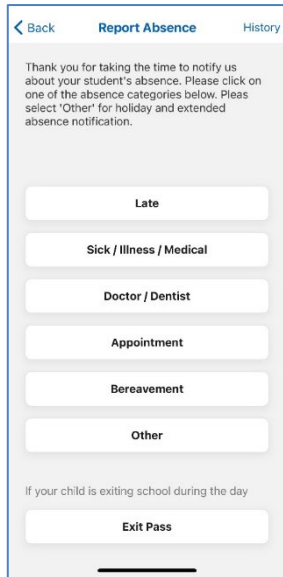 Back Report Absence History
Thank you for taking the time to notify us
about your student's absence. Please click on
one of the absence categories below. Pleas
select 'Other' for holiday and extended
absence notification.
Late
Sick / Illness / Medical
Doctor / Dentist
Appointment
Bereavement
Other
If your child is exiting school during the day
Exit Pass